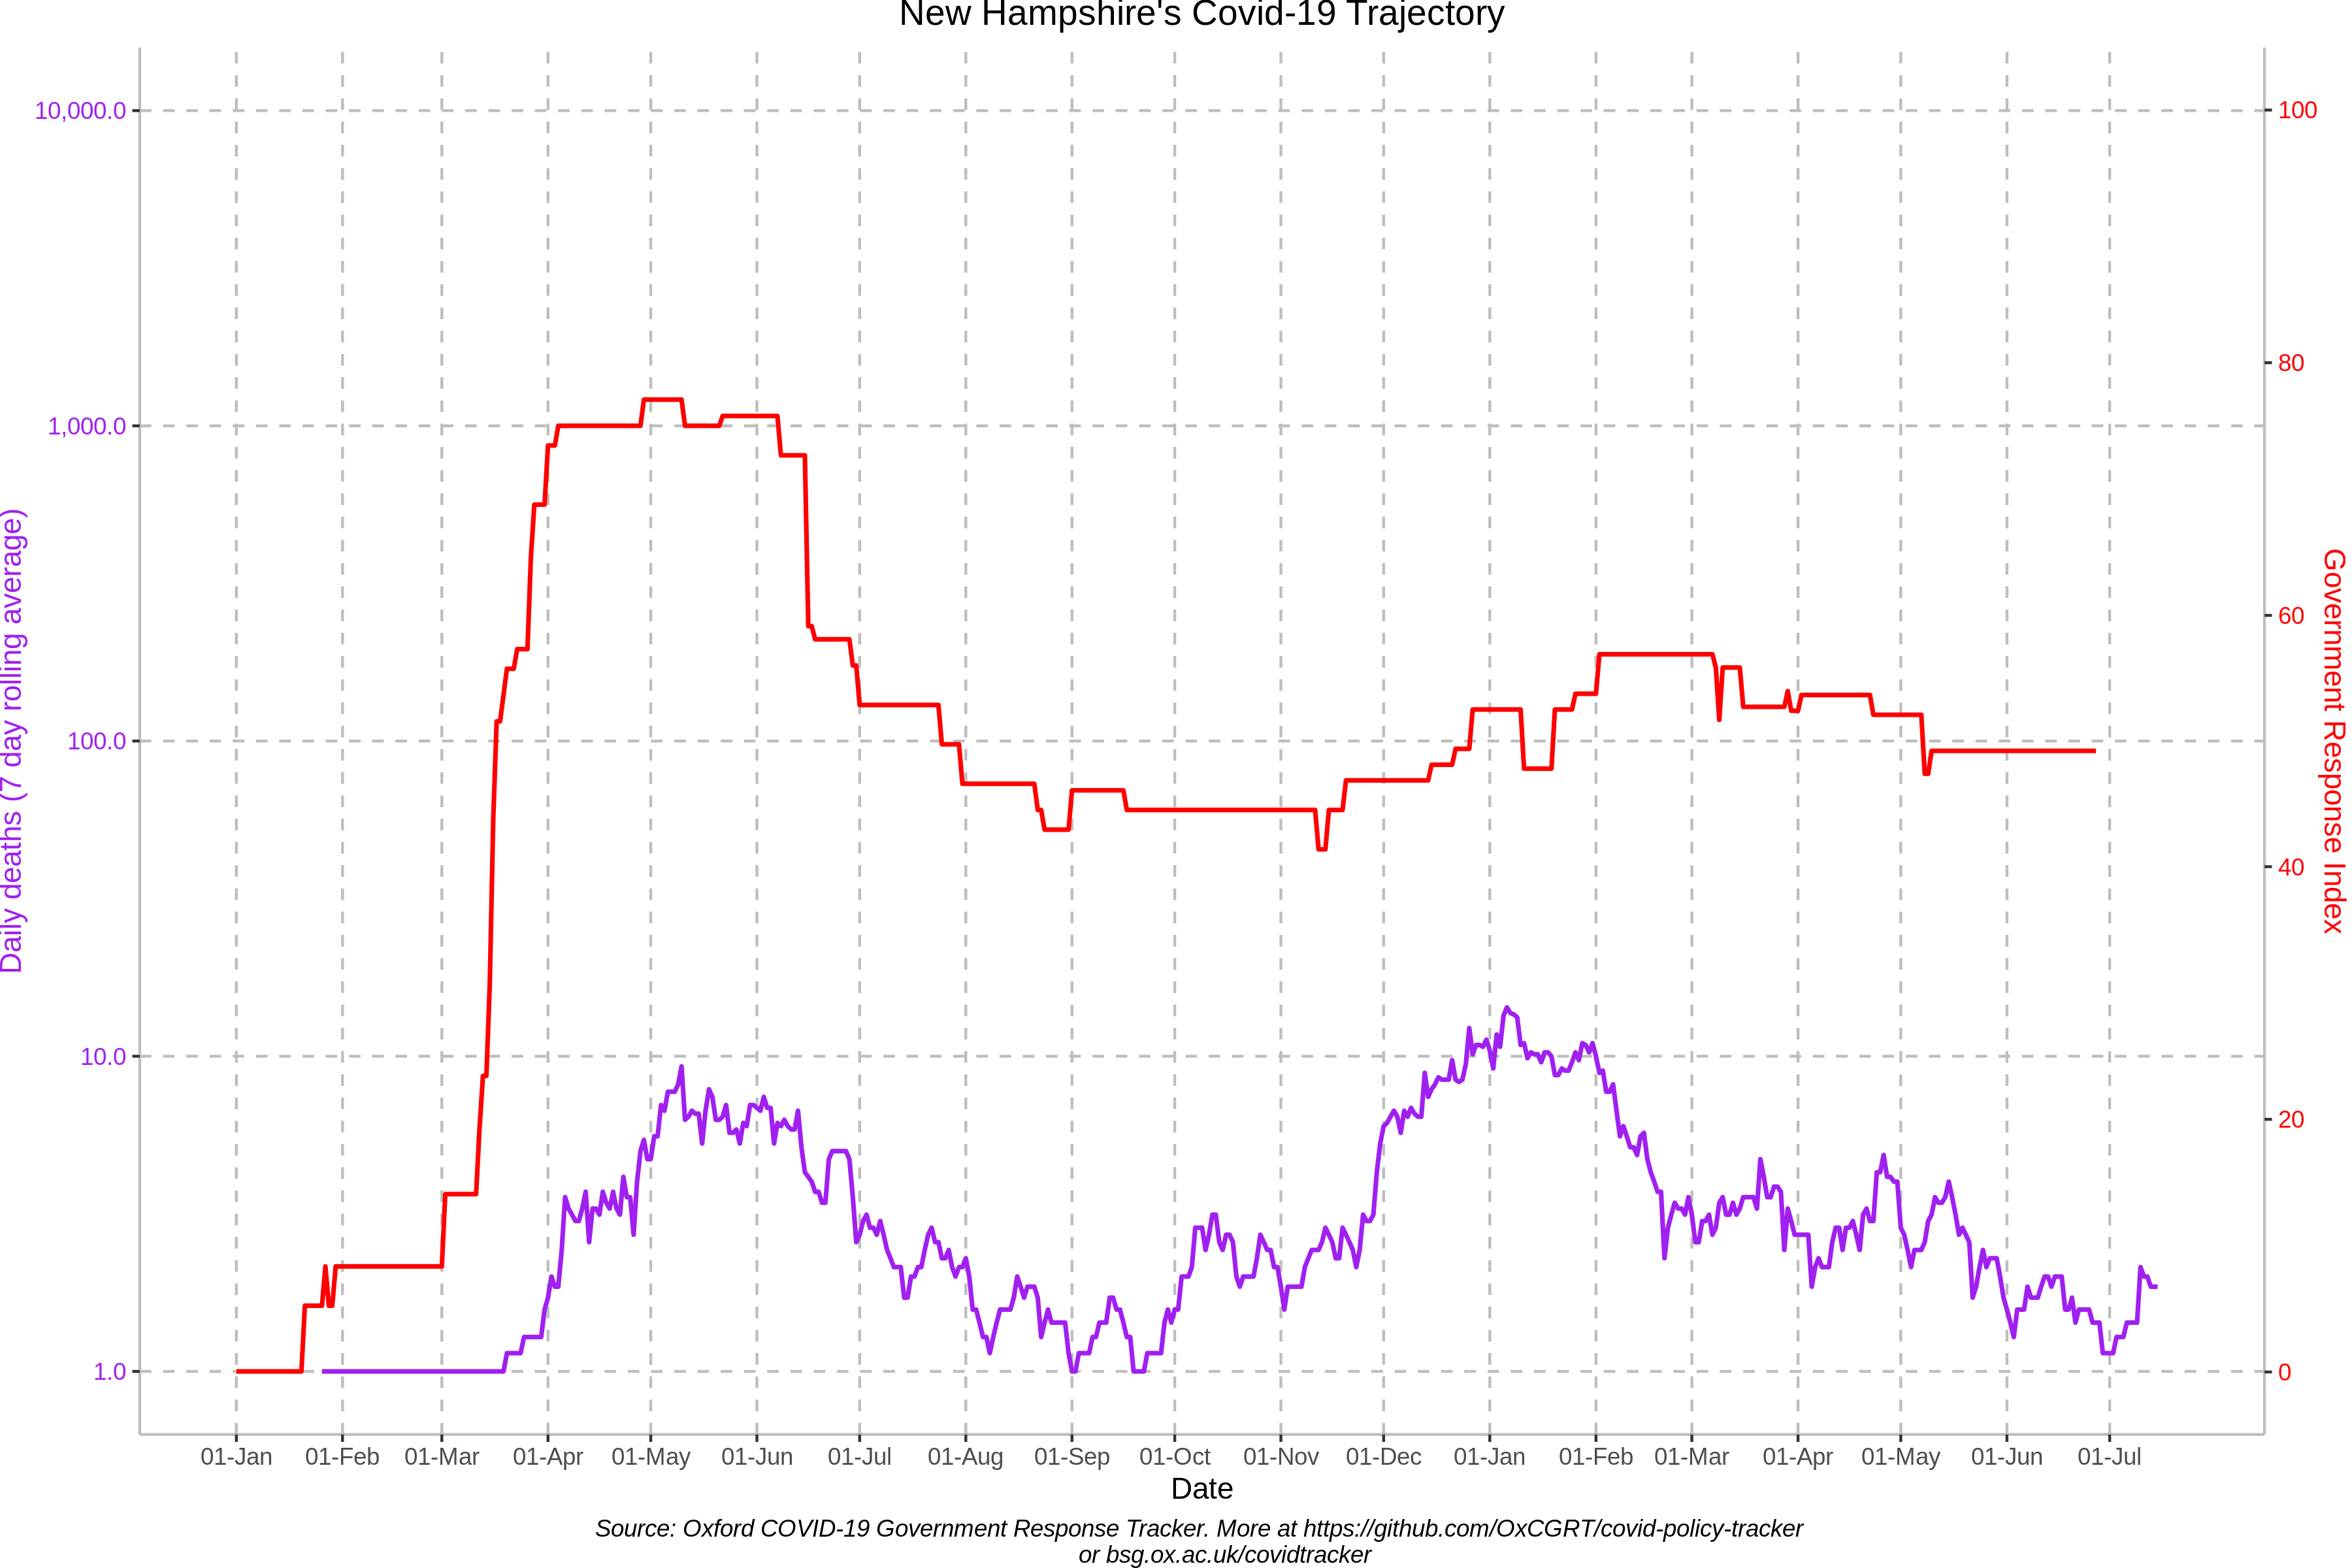 New Hampshire's Covid-19 Trajectory
10,000.0
1,000.0
100.0
10.0
1.0
Daily deaths (7 day rolling average)
100
80
60
40
20
0
Government Response Index
01-Jan 01-Feb 01-Mar 01-Apr 01-May 01-Jun 01-Jul 01-Aug 01-Sep 01-Oct 01-Nov 01-Dec 01-Jan 01-Feb 01-Mar 01-Apr 01-May 01-Jun 01-Jul
Date
Source: Oxford COVID-19 Government Response Tracker. More at https://github.com/OxCGRT/covid-policy-tracker
or bsg.ox.ac.uk/covidtracker